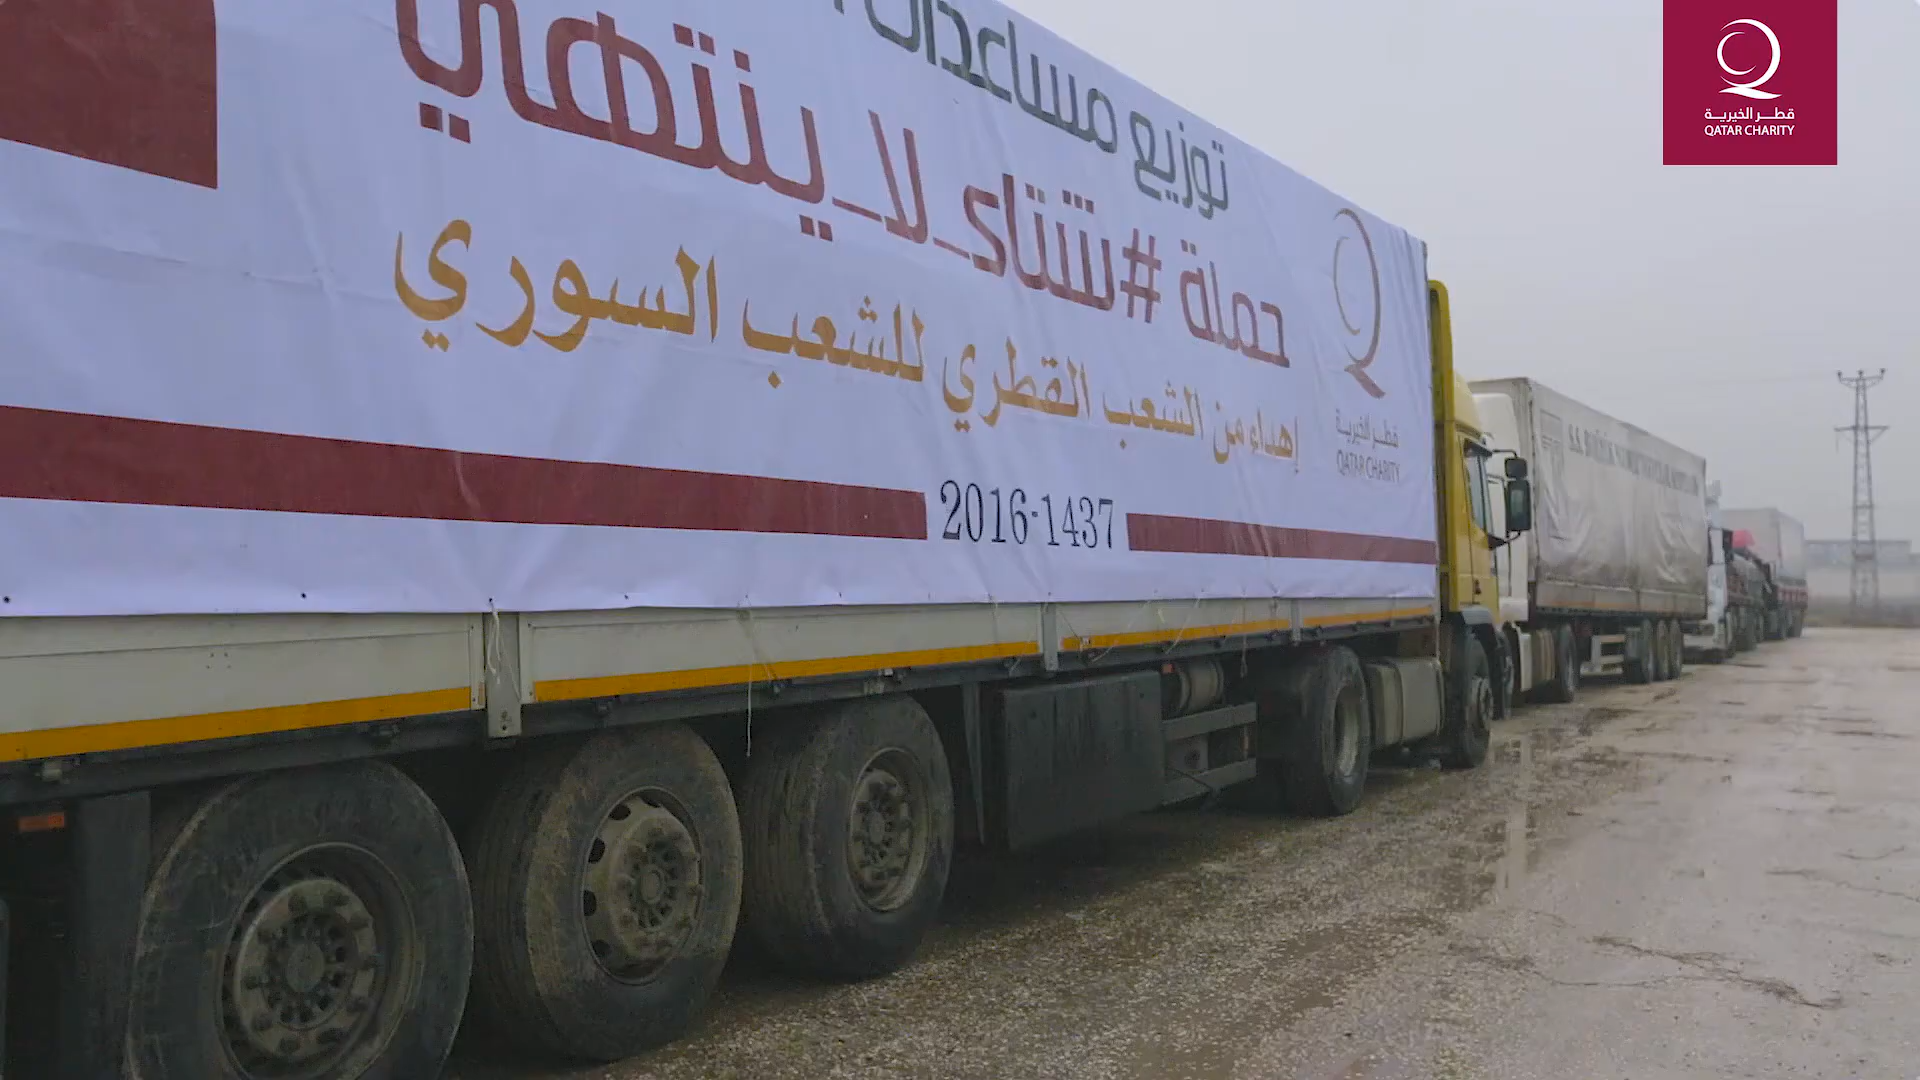 توزيع مساعدات
حملة #شتاء_لا_ينتهي
إهداء من الشعب القطري للشعب السوري
2016-1437
قطر الخيرية
QATAR CHARITY
قطر الخيرية
QATAR CHARITY